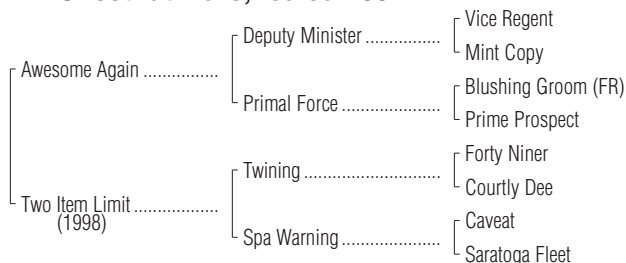 Vice Regent
Deputy Minister ................
Mint Copy
Awesome Again ................
Blushing Groom (FR)
Primal Force .....................
Prime Prospect
Forty Niner
Twining .............................
Courtly Dee
Two Item Limit ..................
(1998)
Caveat
Spa Warning .....................
Saratoga Fleet